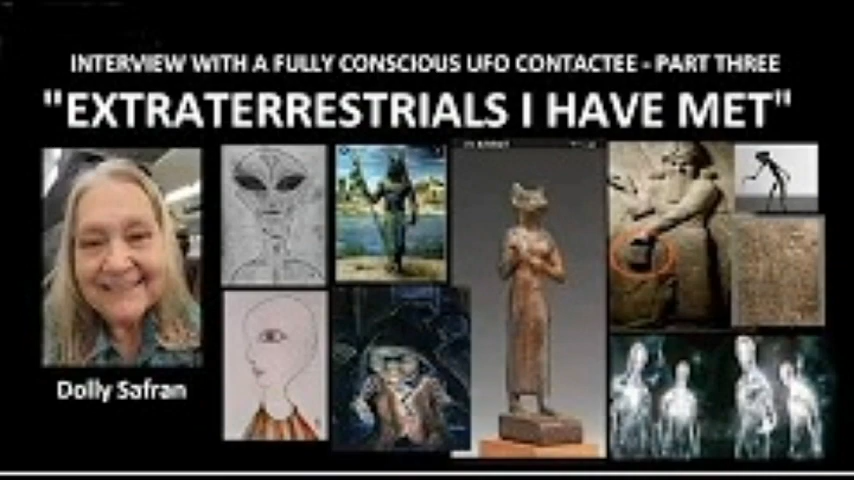 INTERVIEW WITH A FULLY CONSCIOUS UFO CONTACTEE - PART THREE
"EXTRATERRESTRIALS I HAVE MET"
Dolly Safran